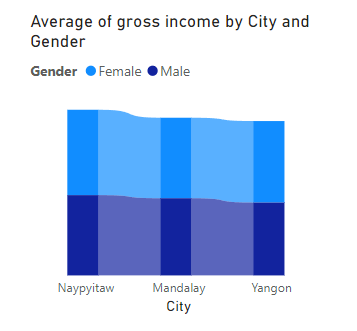 Average of gross income by City and
Gender
Gender Female Male
Naypyitaw Mandalay Yangon
City